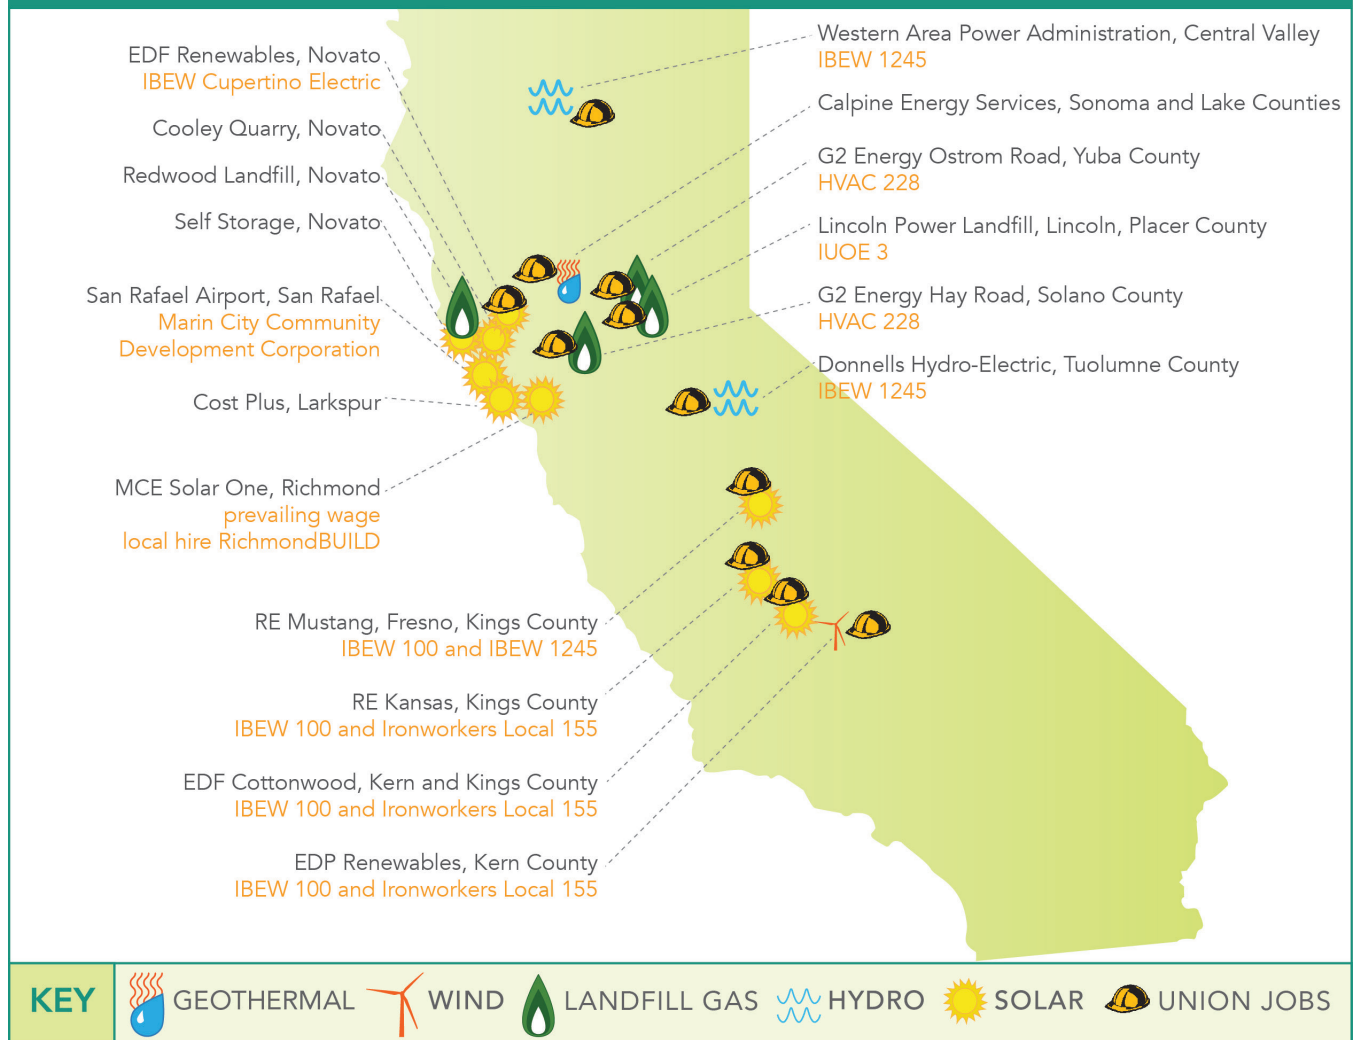 EDF Renewables, Novato
IBEW Cupertino Electric
Cooley Quarry, Novato
Redwood Landfill, Novato
Self Storage, Novato
San Rafael Airport, San Rafael
Marin City Community
Development Corporation
Cost Plus, Larkspur
MCE Solar One, Richmond
prevailing wage
local hire RichmondBUILD
RE Mustang, Fresno, Kings County
IBEW 100 and IBEW 1245
RE Kansas, Kings County
IBEW 100 and Ironworkers Local 155
EDF Cottonwood, Kern and Kings County
IBEW 100 and Ironworkers Local 155
EDP Renewables, Kern County
IBEW 100 and Ironworkers Local 155
Western Area Power Administration, Central Valley
IBEW 1245
Calpine Energy Services, Sonoma and Lake Counties
G2 Energy Ostrom Road, Yuba County
HVAC 228
Lincoln Power Landfill, Lincoln, Placer County
IUOE 3
G2 Energy Hay Road, Solano County
HVAC 228
Donnells Hydro-Electric, Tuolumne County
IBEW 1245
KEY GEOTHERMAL WIND LANDFILL GAS HYDRO SOLAR UNION JOBS